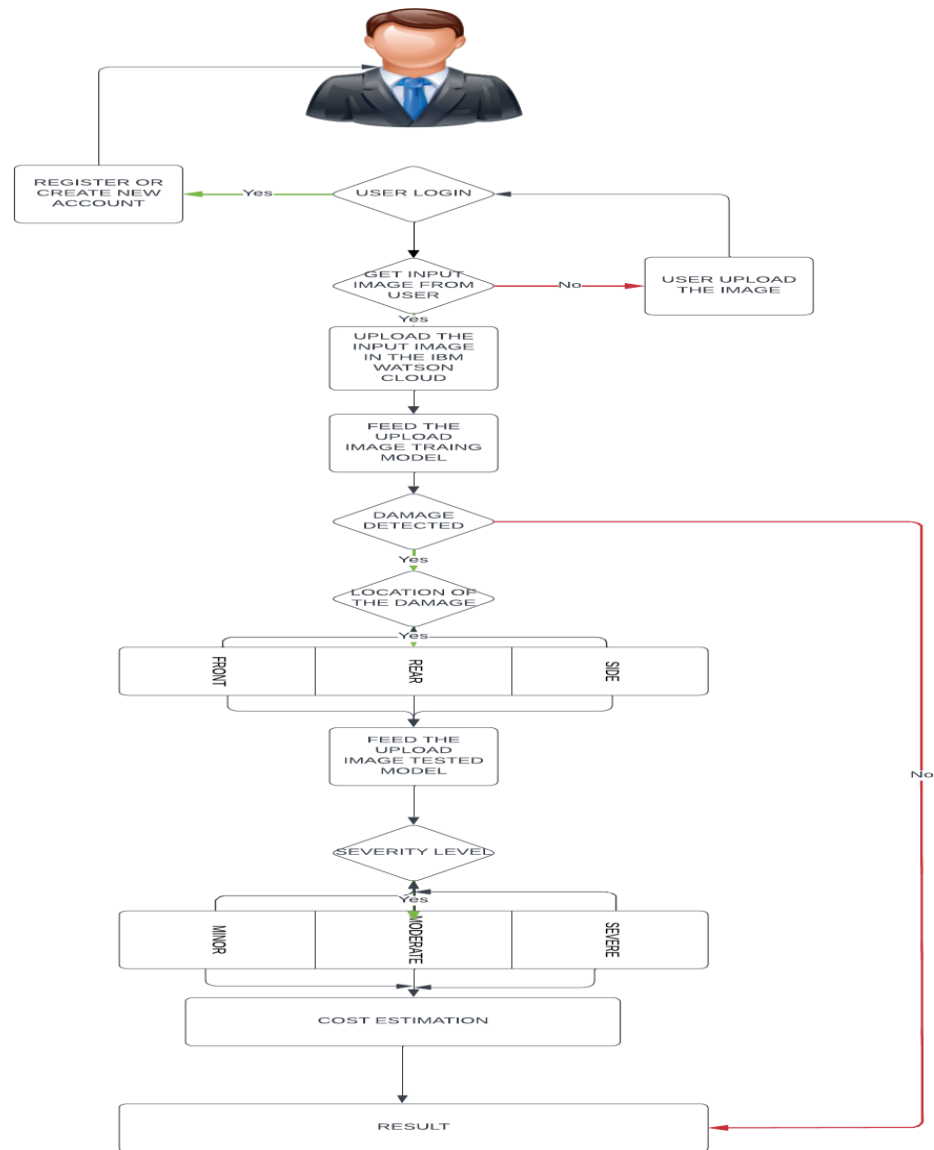 REGISTER OR
CREATE NEW
ACCOUNT
Yes
USER LOGIN
GET INPUT
IMAGE FROM
USER
No
USER UPLOAD
THE IMAGE
Yes
UPLOAD THE
INPUT IMAGE
IN THE IBM
WATSON
CLOUD
FEED THE
UPLOAD
IMAGE TRAING
MODEL
DAMAGE
DETECTED
Yes
LOCATION OF
THE DAMAGE
Yes
FRONT
REAR
SIDE
FEED THE
UPLOAD
IMAGE TESTED
MODEL
No
SEVERITY LEVEL
Yes
MINOR
MODERATE
SEVERE
COST ESTIMATION
RESULT